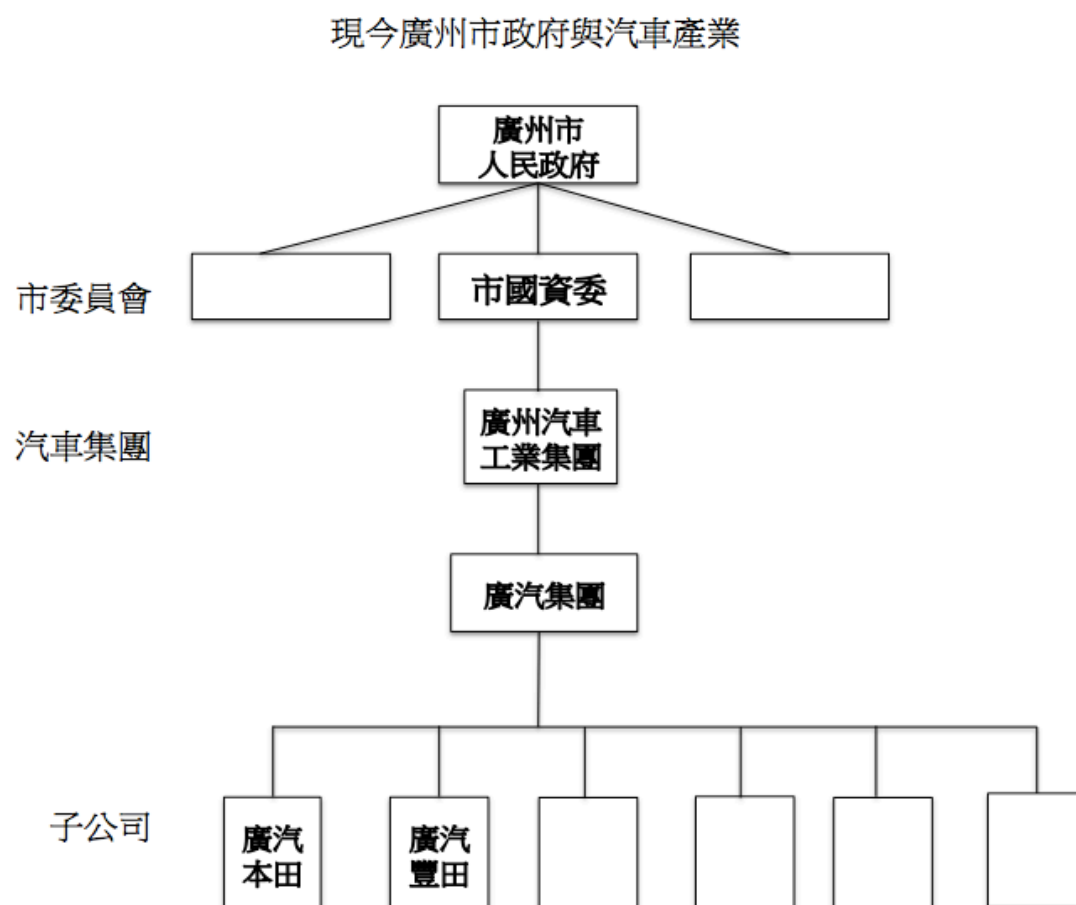 現今廣州市政府與汽車產業
廣州市
人民政府
市委員會
市國資委
汽車集團
廣州汽車
工業集團
廣汽集團
子公司
廣汽
本田
廣汽
豐田